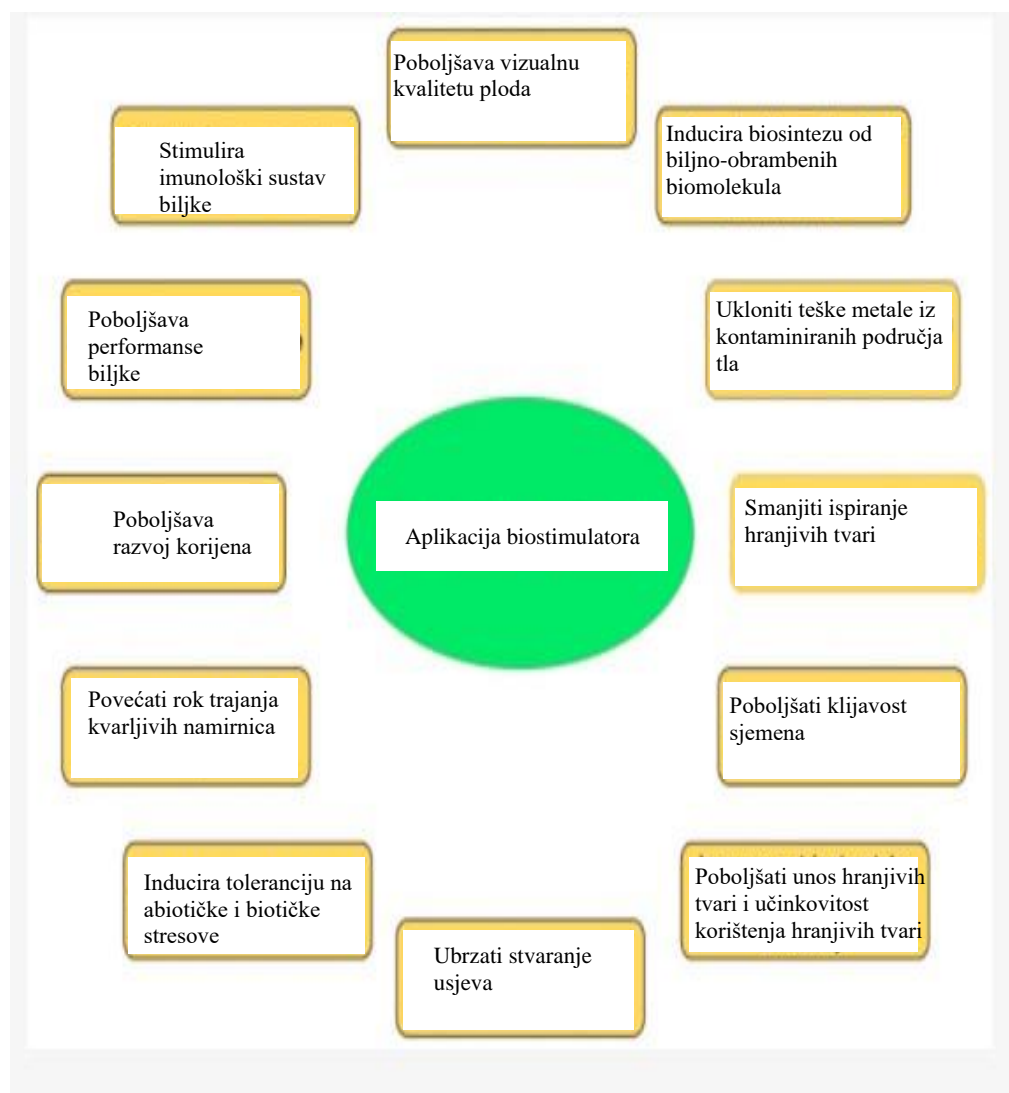 Poboljšava vizualnu
kvalitetu ploda
Stimulira
imunološki sustav
biljke
Inducira biosintezu od
biljno-obrambenih
biomolekula
Poboljšava
performanse
biljke
Ukloniti teške metale iz
kontaminiranih područja
tla
Poboljšava
razvoj korijena
Aplikacija biostimulatora
Smanjiti ispiranje
hranjivih tvari
Povećati rok trajanja
kvarljivih namirnica
Poboljšati klijavost
sjemena
Inducira toleranciju na
abiotičke i biotičke
stresove
Ubrzati stvaranje
usjeva
Poboljšati unos hranjivih
tvari i učinkovitost
korištenja hranjivih tvari